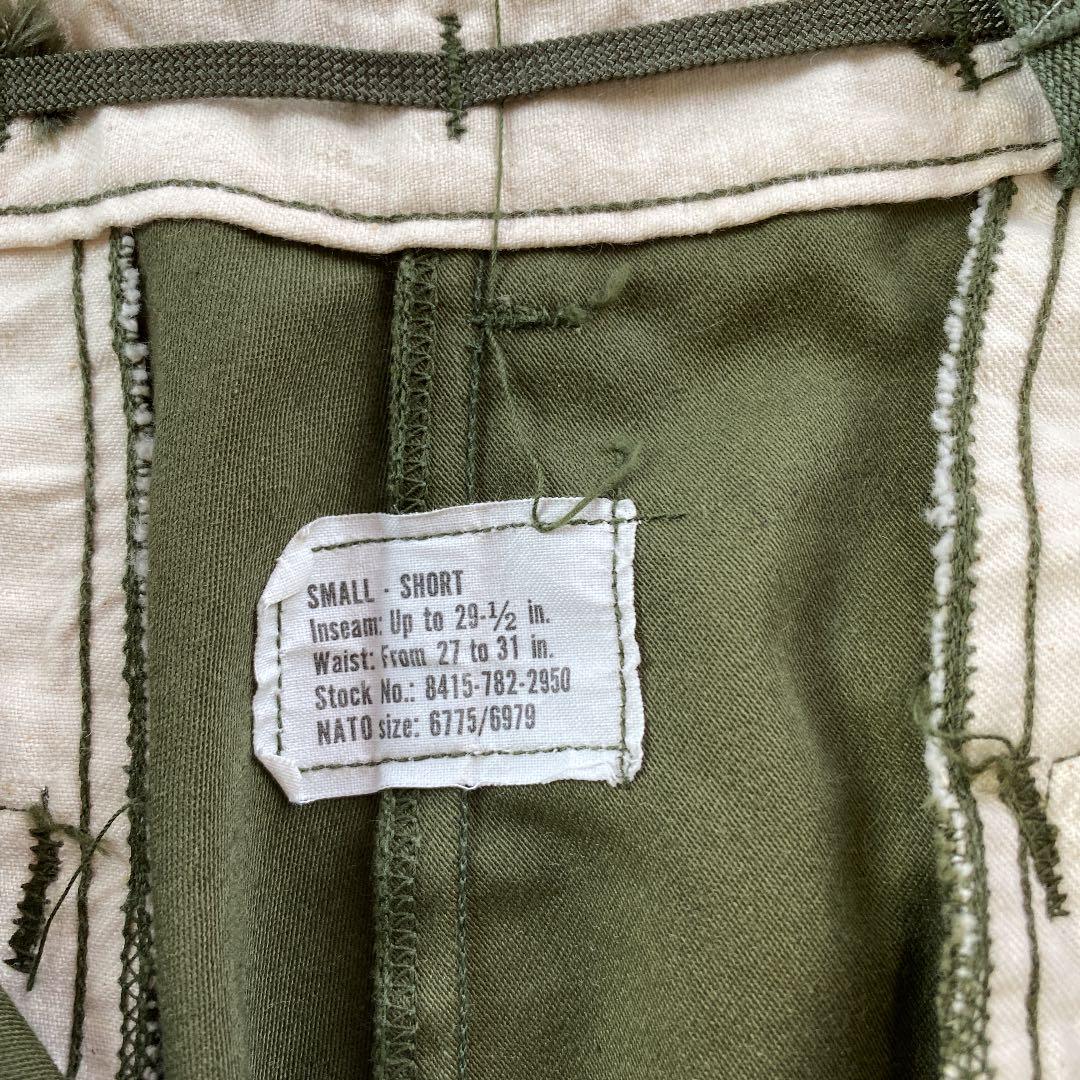 SMALL - SHORT
Inseam: Up to 29-½ in.
Waist: From 27 to 31 in.
Stock No.: 8415-782-2950
NATO size: 6775/6979